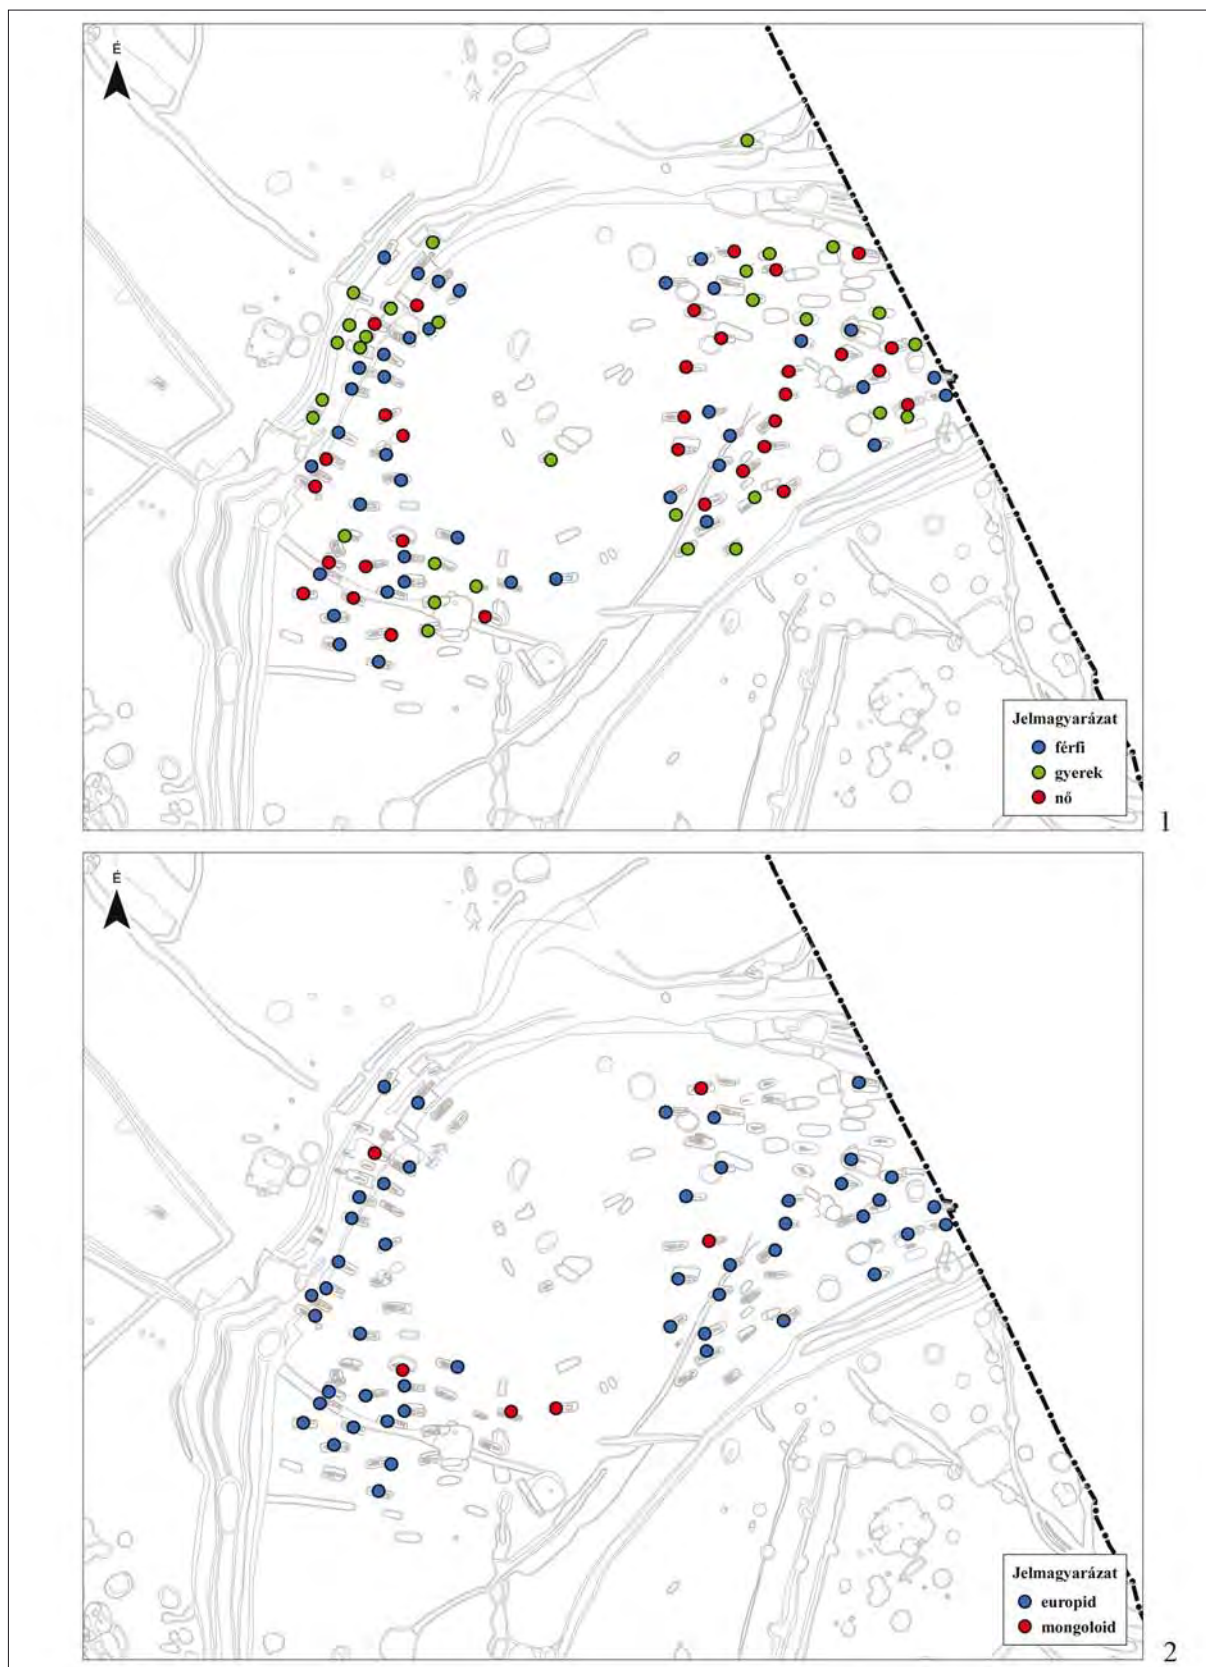 É
Jelmagyarázat
férfi
gyerek
nő
1
É
Jelmagyarázat
europid
mongoloid
2